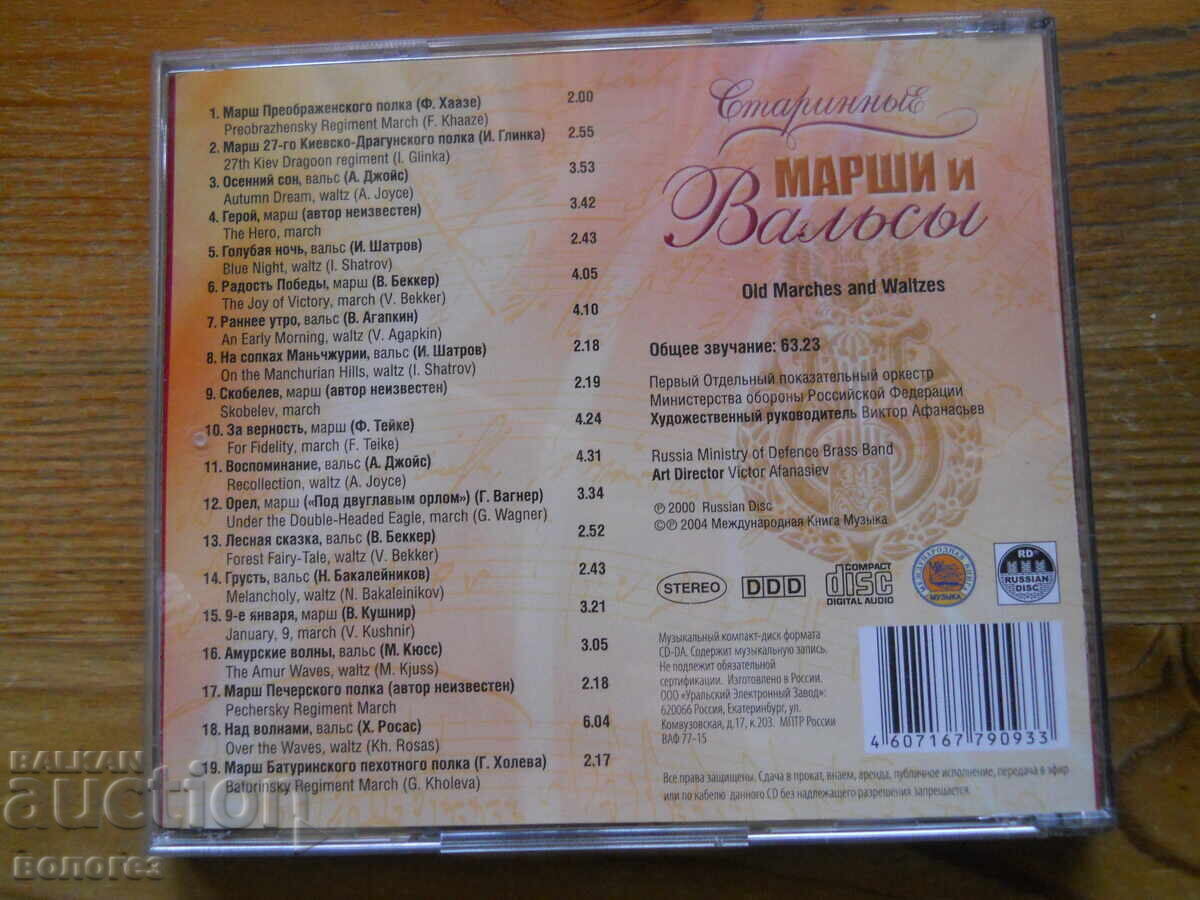 1. Марш Преображенского полка (Ф. Хаазе) 2.00
Preobrazhensky Regiment March (F. Khaaze)
2. Марш 27-го Киевско-Драгунского полка (И. Глинка) 2.55
27th Kiev Dragoon regiment (I. Glinka)
3. Осенний сон, вальс (А. Джойс) 3.53
Autumn Dream, waltz (A. Joyce)
4. Герой, марш (автор неизвестен) 3.42
The Hero, march
5. Голубая ночь, вальс (И. Шатров) 2.43
Blue Night, waltz (I. Shatrov)
6. Радость Победы, марш (В. Беккер) 4.05
The Joy of Victory, march (V. Bekker)
7. Раннее утро, вальс (В. Агапкин) 4.10
An Early Morning, waltz (V. Agapkin)
8. На сопках Маньчжурии, вальс (И. Шатров) 2.18
On the Manchurian Hills, waltz (I. Shatrov)
9. Скобелев, марш (автор неизвестен) 2.19
Skobelev, march
10. За верность, марш (Ф. Тейке) 4.24
For Fidelity, march (F. Teike)
11. Воспоминание, вальс (А. Джойс) 4.31
Recollection, waltz (A. Joyce)
12. Орел, марш («Под двуглавым орлом») (Г. Вагнер) 3.34
Under the Double-Headed Eagle, march (G. Wagner)
13. Лесная сказка, вальс (В. Беккер) 2.52
Forest Fairy-Tale, waltz (V. Bekker)
14. Грусть, вальс (Н. Бакалейников) 2.43
Melancholy, waltz (N. Bakaleinikov)
15. 9-е января, марш (В. Кушнир) 3.21
January, 9, march (V. Kushnir)
16. Амурские волны, вальс (М. Кюсс) 3.05
The Amur Waves, waltz (M. Kjuss)
17. Марш Печерского полка (автор неизвестен) 2.18
Pechersky Regiment March
18. Над волнами, вальс (Х. Росас) 6.04
Over the Waves, waltz (Kh. Rosas)
19. Марш Батуринского пехотного полка (Г. Холева) 2.17
Baturinsky Regiment March (G. Kholeva)
Старинные
МАРШИ и
Вальсы
Old Marches and Waltzes
Общее звучание: 63.23
Первый Отдельный показательный оркестр
Министерства обороны Российской Федерации
Художественный руководитель Виктор Афанасьев
Russia Ministry of Defence Brass Band
Art Director Victor Afanasiev
℗ 2000 Russian Disc
©℗ 2004 Международная Книга Музыка
STEREO
DDD
COMPACT
disc
DIGITAL AUDIO
МЕЖДУНАРОДНАЯ КНИГА
МУЗЫКА
RD
RUSSIAN
DISC
Музыкальный компакт-диск формата
CD-DA. Содержит музыкальную запись.
Не подлежит обязательной
сертификации. Изготовлено в России.
ООО «Уральский Электронный Завод»:
620066 Россия, Екатеринбург, ул.
Комвузовская, д.17, к.203. МПТР России
ВАФ 77-15
4 607167 790933
Все права защищены. Сдача в прокат, внаем, аренда, публичное исполнение, передача в эфир
или по кабелю данного CD без надлежащего разрешения запрещается.
BALKAN
auction
Вологез